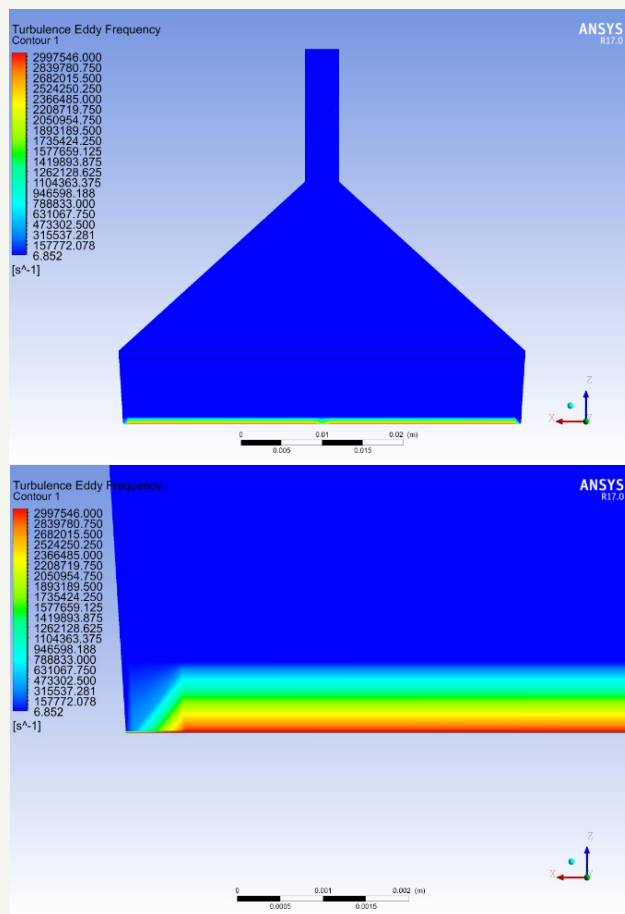 Turbulence Eddy Frequency
Contour 1
ANSYS
R17.0
2997546.000
2839780.750
2682015.500
2524250.250
2366485.000
2208719.750
2050954.750
1893189.500
1735424.250
1577659.125
1419893.875
1262128.625
1104363.375
946598.188
788833.000
631067.750
473302.500
315537.281
157772.078
6.852
[s^-1]
Z
X
Y
0 0.01 0.02 (m)
0.005 0.015
Turbulence Eddy Frequency
Contour 1
ANSYS
R17.0
2997546.000
2839780.750
2682015.500
2524250.250
2366485.000
2208719.750
2050954.750
1893189.500
1735424.250
1577659.125
1419893.875
1262128.625
1104363.375
946598.188
788833.000
631067.750
473302.500
315537.281
157772.078
6.852
[s^-1]
Z
X
Y
0 0.001 0.002 (m)
0.0005 0.0015